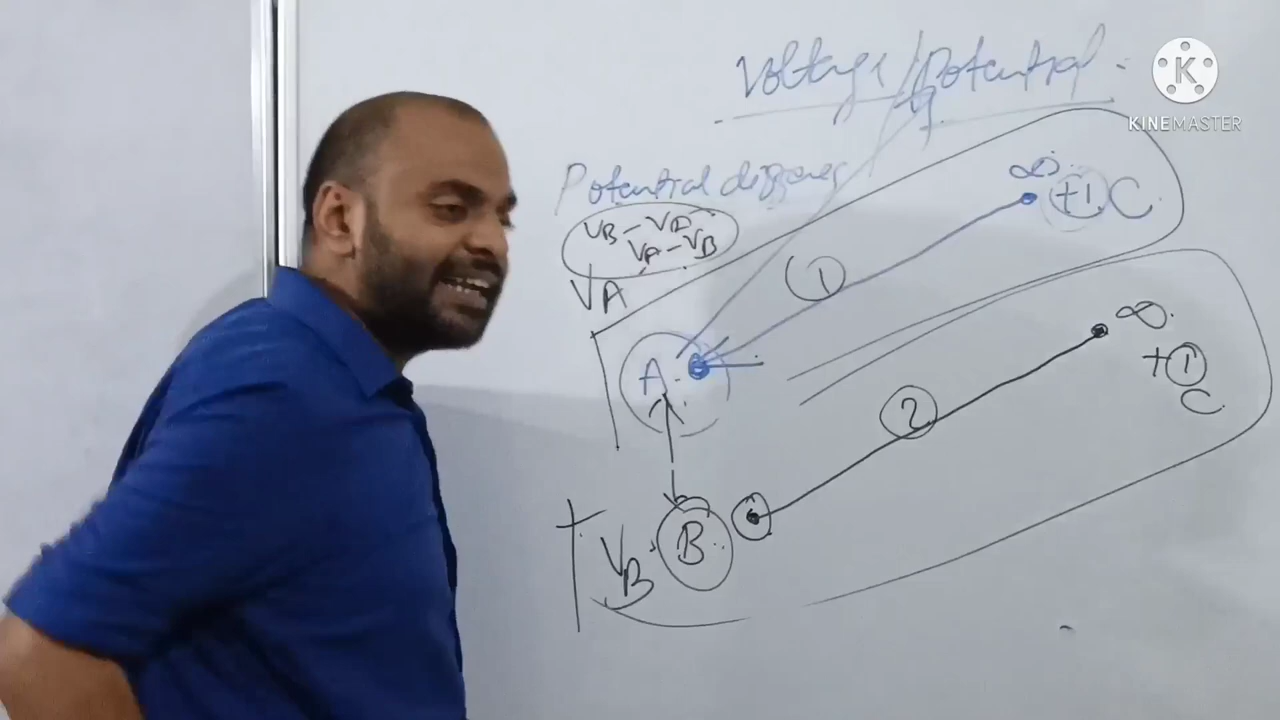 Voltage/Potential
KINEMASTER
Potential difference
VB-VA
VA-VB
VA
∞
+1 C
1
A
∞
+1
C
2
B
VB